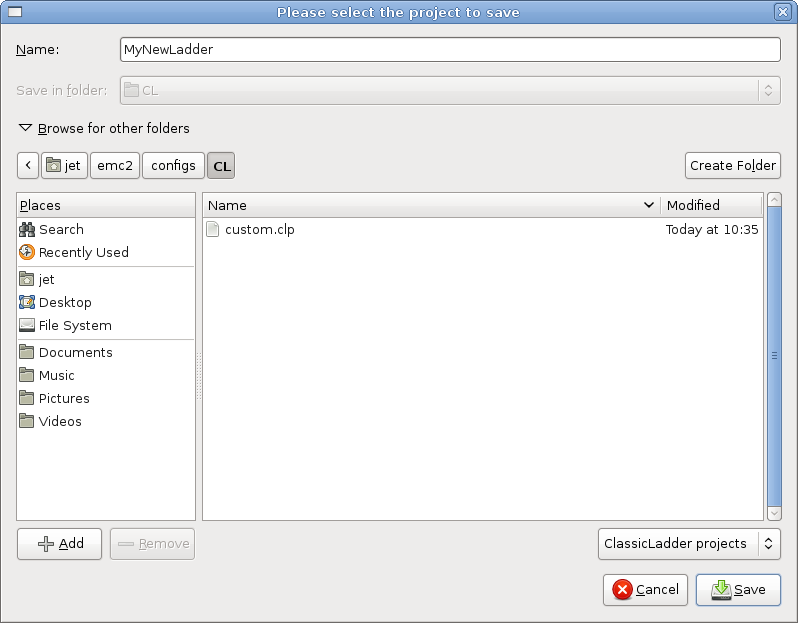 Please select the project to save
Name: MyNewLadder
Save in folder: CL
Browse for other folders
jet emc2 configs CL Create Folder
Places Name Modified
Search custom.clp Today at 10:35
Recently Used
jet
Desktop
File System
Documents
Music
Pictures
Videos
Add Remove ClassicLadder projects
Cancel Save